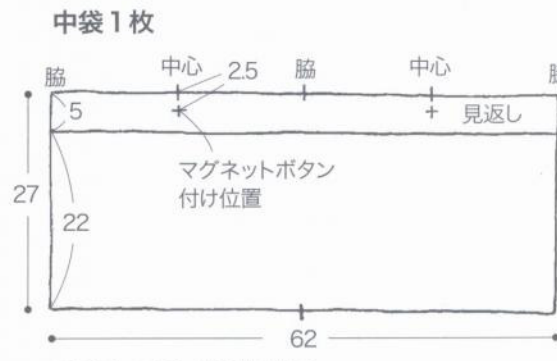 中袋1枚
脇 中心 2.5 脇 中心 脇
5 見返し
マグネットボタン
付け位置
27
22
62